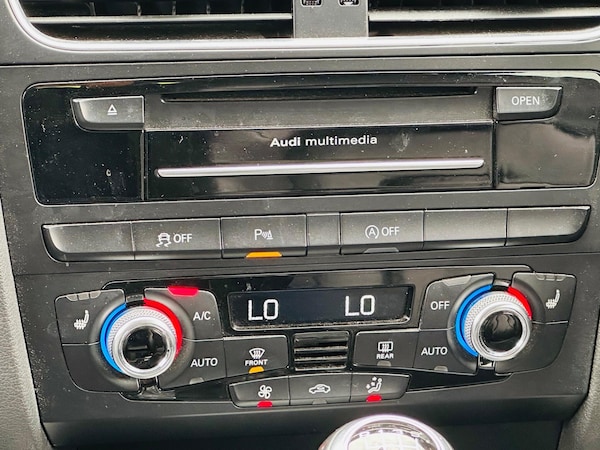 OPEN
Audi multimedia
OFF P OFF
A/C LO LO OFF
AUTO FRONT REAR AUTO